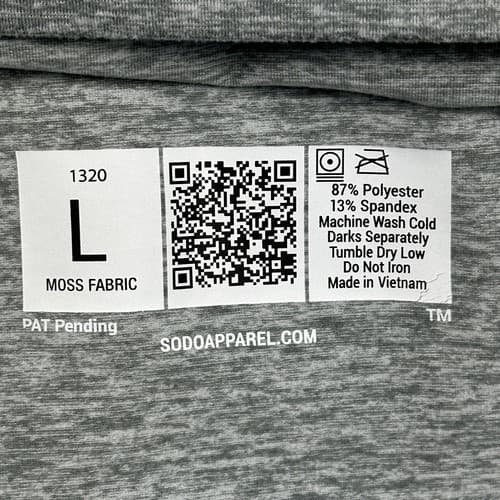 1320
L
MOSS FABRIC
87% Polyester
13% Spandex
Machine Wash Cold
Darks Separately
Tumble Dry Low
Do Not Iron
Made in Vietnam
PAT Pending
TM
SODOAPPAREL.COM